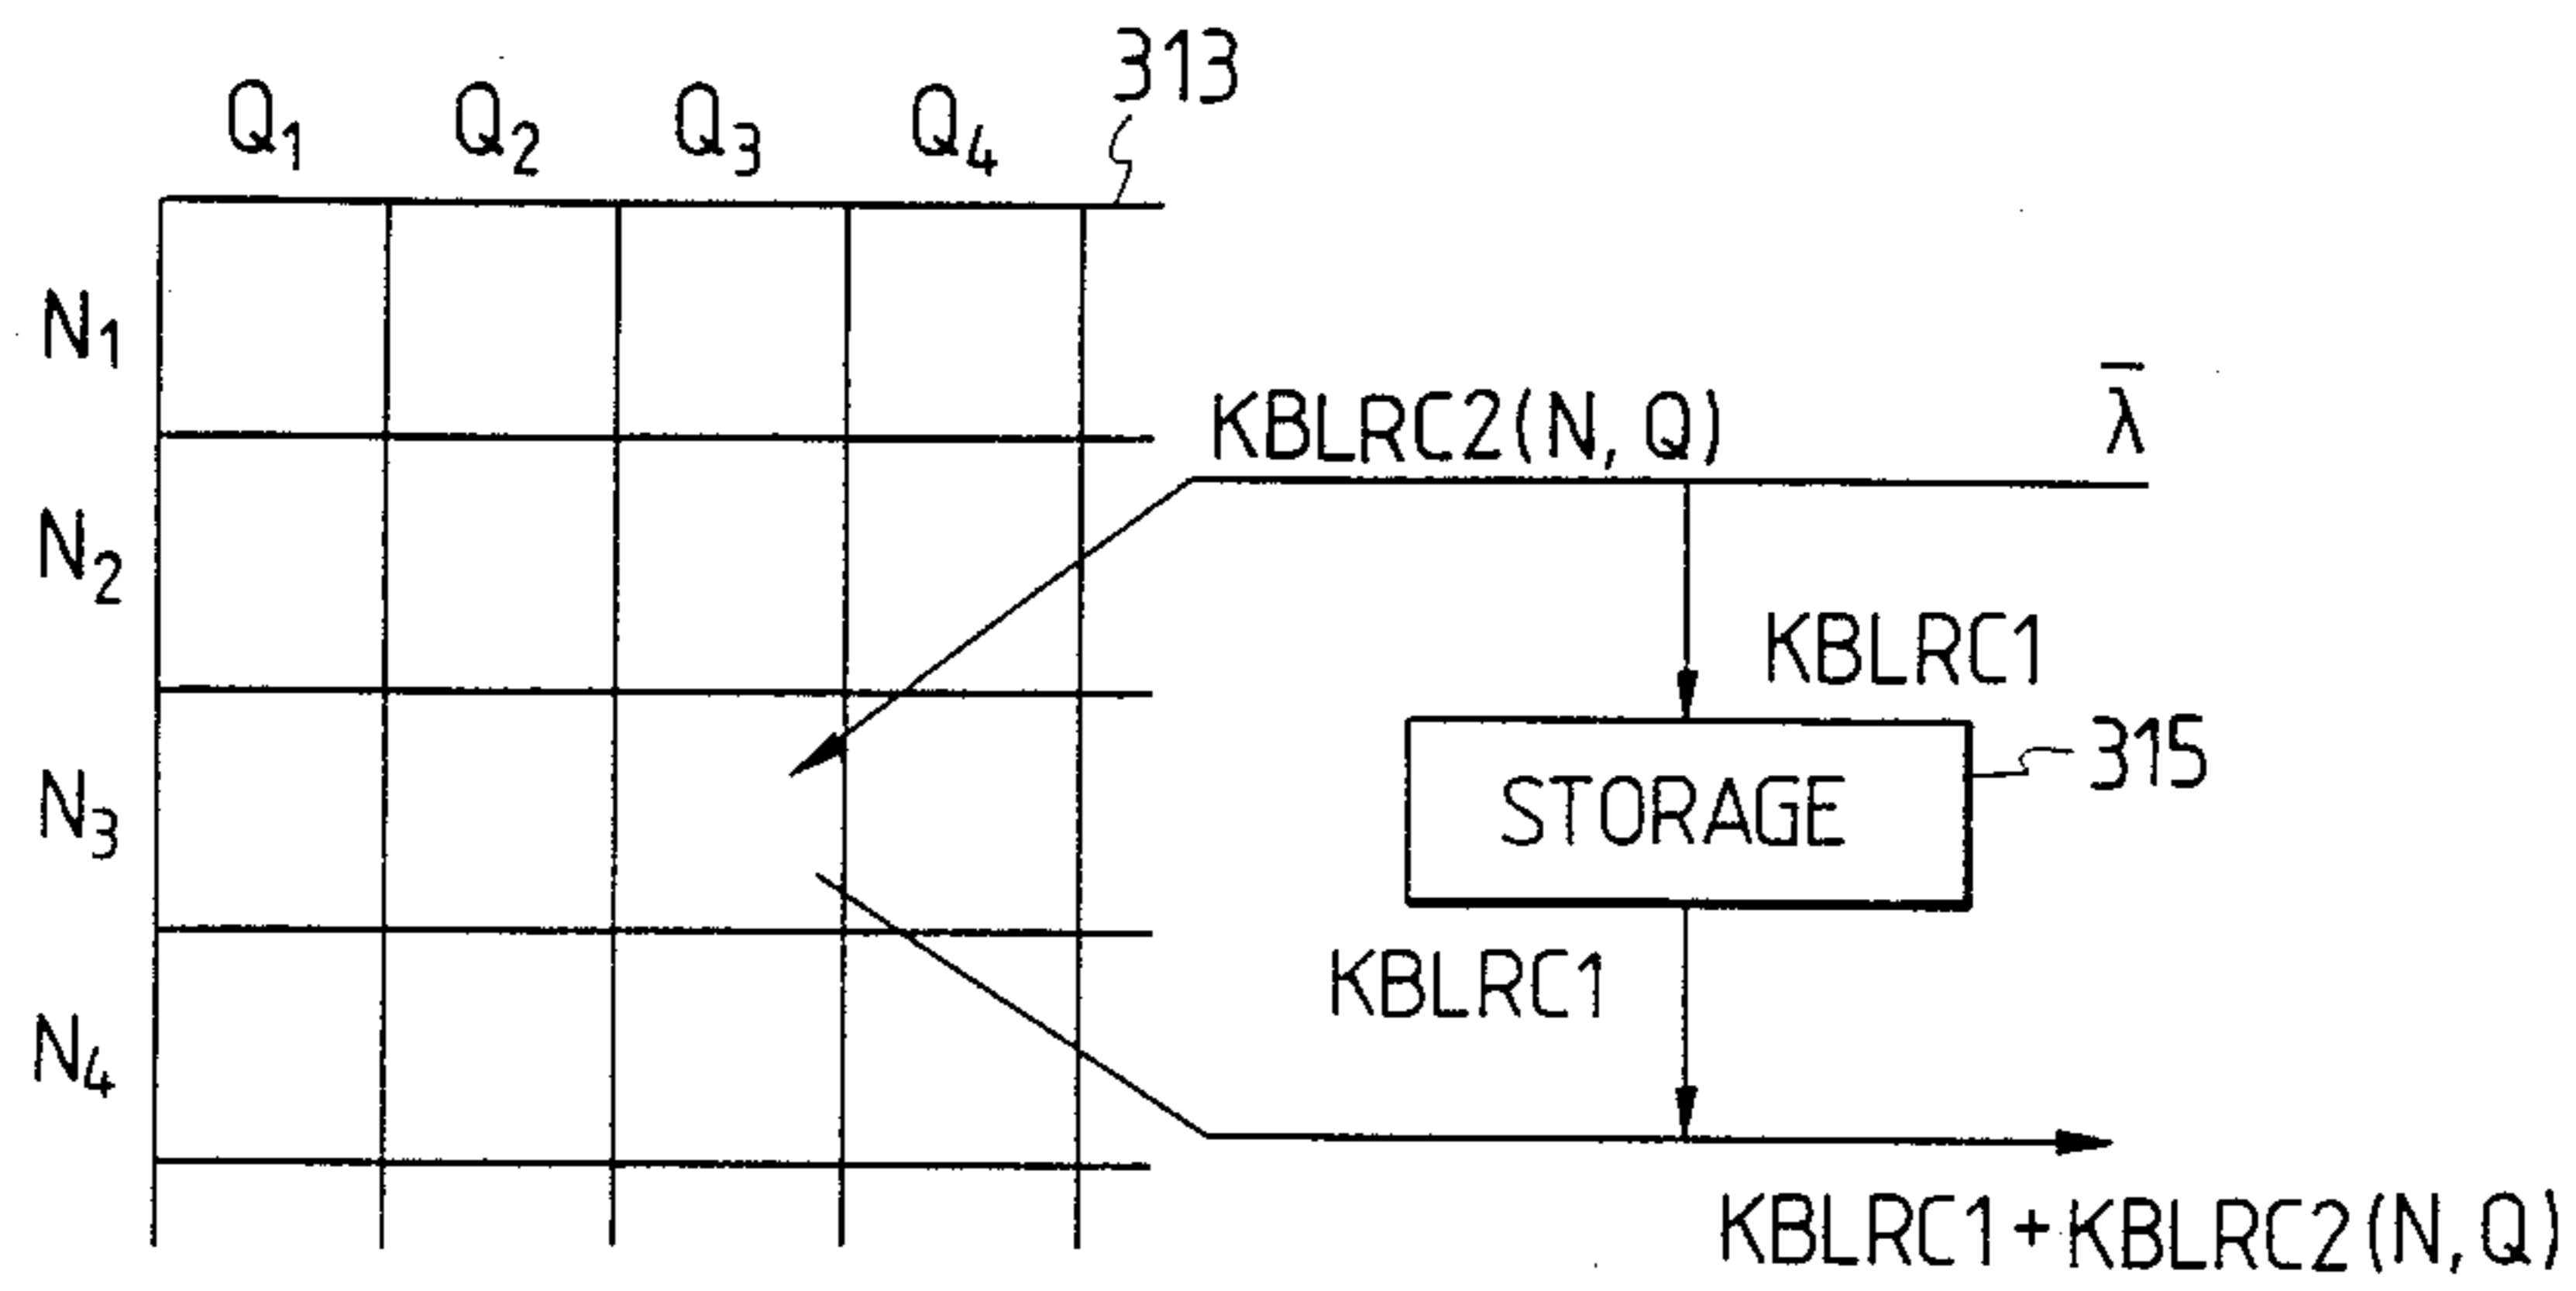 313
Q1 Q2 Q3 Q4
N1
KBLRC2(N, Q) λ̄
N2
KBLRC1
315
STORAGE
N3
KBLRC1
N4
KBLRC1+KBLRC2(N, Q)